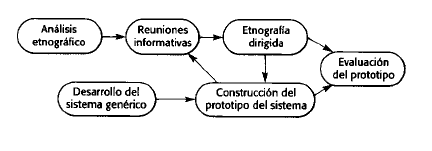 Análisis
etnográfico
Reuniones
informativas
Etnografía
dirigida
Evaluación
del prototipo
Desarrollo del
sistema genérico
Construcción del
prototipo del sistema